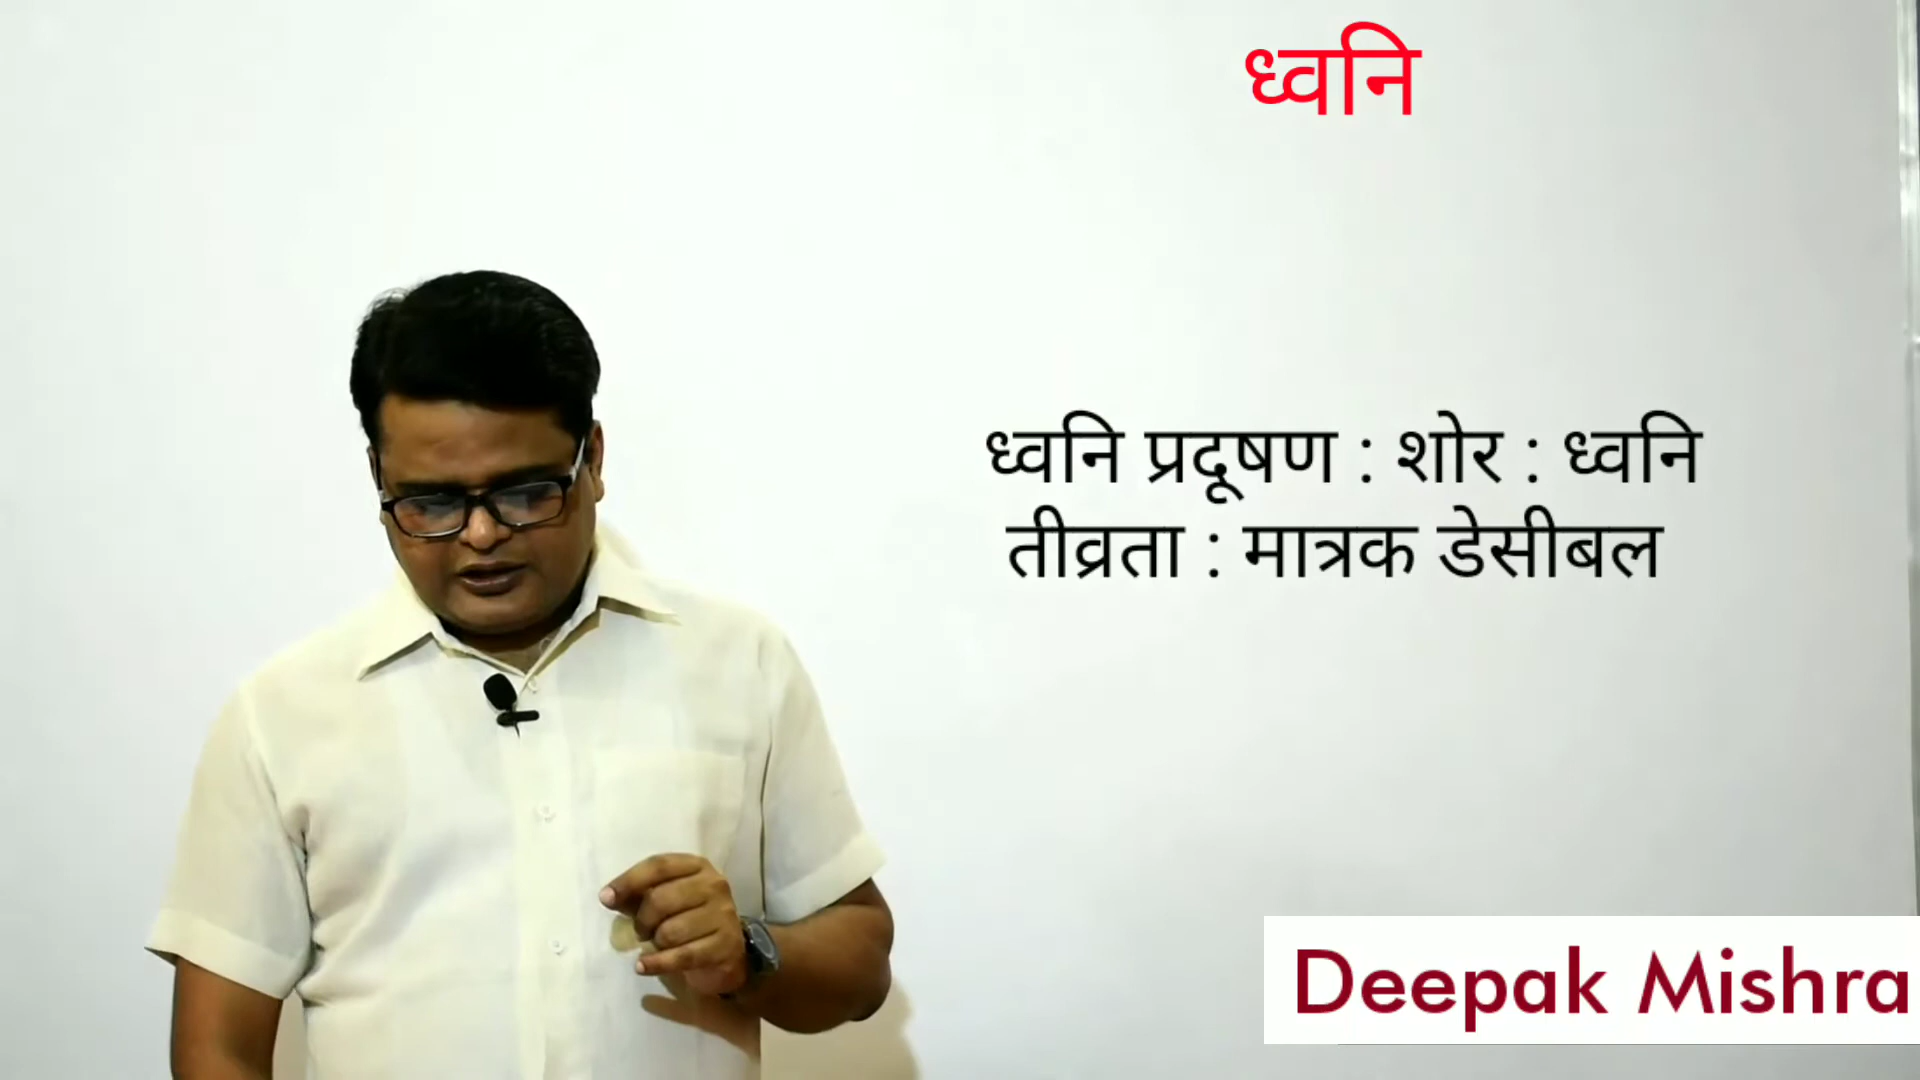 ध्वनि
ध्वनि प्रदूषण : शोर : ध्वनि
तीव्रता : मात्रक डेसीबल
Deepak Mishra